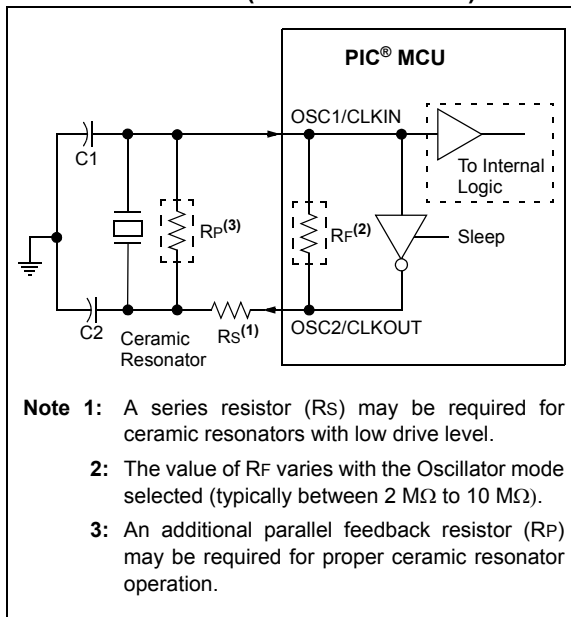 PIC® MCU
OSC1/CLKIN
C1
To Internal
Logic
RP(3)
RF(2)
Sleep
C2
Ceramic
Resonator
RS(1)
OSC2/CLKOUT
Note 1: A series resistor (RS) may be required for
ceramic resonators with low drive level.
2: The value of RF varies with the Oscillator mode
selected (typically between 2 MΩ to 10 MΩ).
3: An additional parallel feedback resistor (RP)
may be required for proper ceramic resonator
operation.